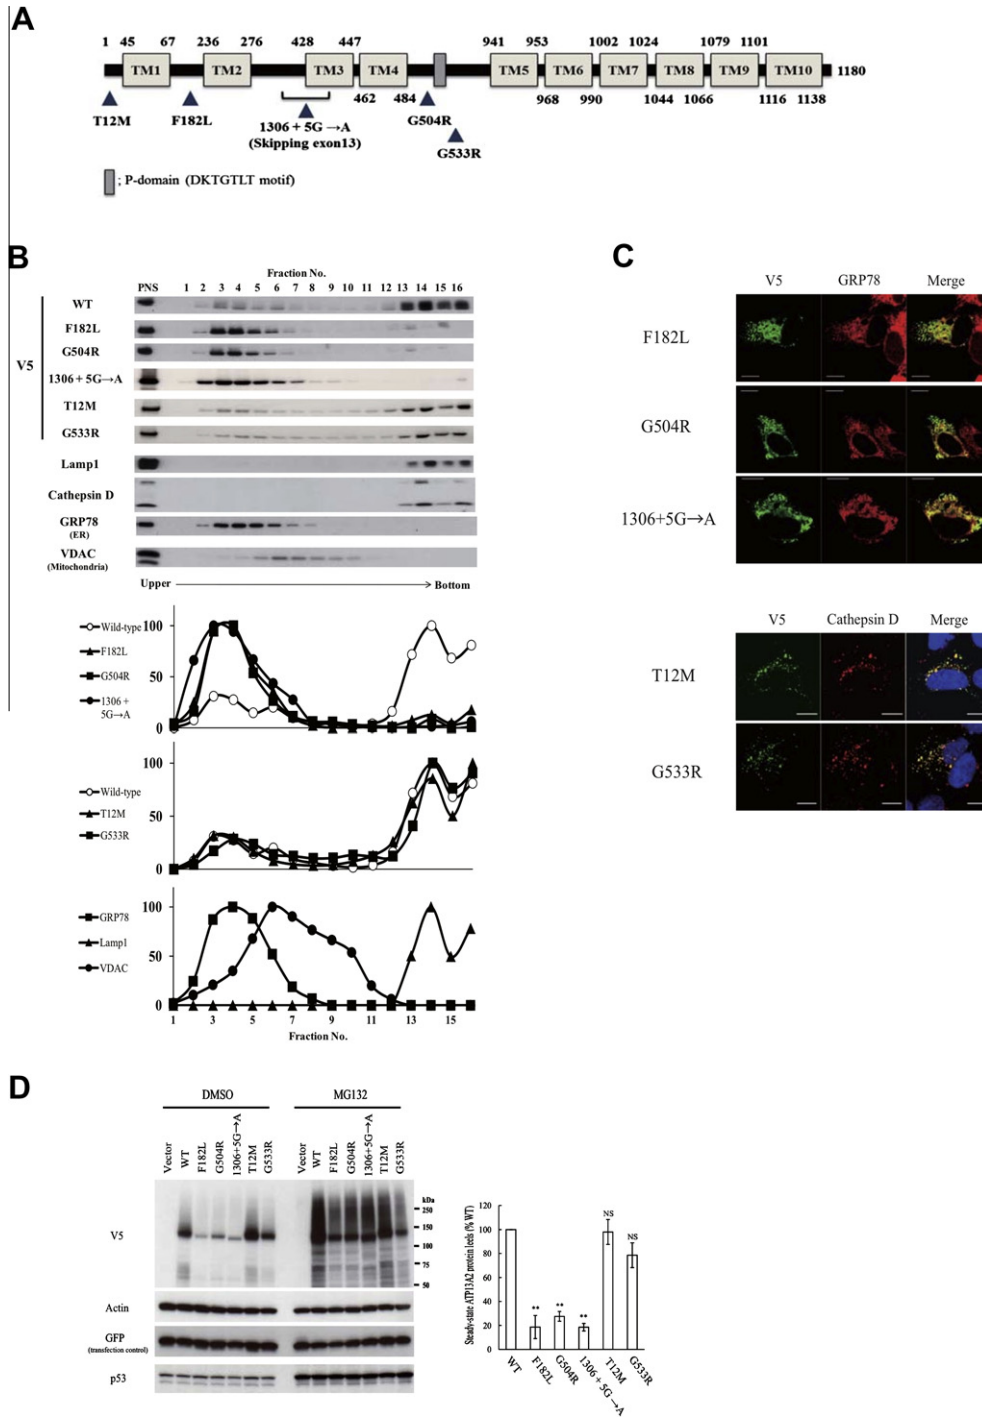 A
1 45 67 236 276 428 447 941 953 1002 1024 1079 1101
TM1 TM2 TM3 TM4 TM5 TM6 TM7 TM8 TM9 TM10 1180
462 484 968 990 1044 1066 1116 1138
T12M F182L 1306 + 5G →A G504R
(Skipping exon13) G533R
; P-domain (DKTGTLT motif)
B
Fraction No.
PNS 1 2 3 4 5 6 7 8 9 10 11 12 13 14 15 16
V5
WT
F182L
G504R
1306 + 5G→A
T12M
G533R
Lamp1
Cathepsin D
GRP78
(ER)
VDAC
(Mitochondria)
Upper Bottom
Wild-type
F182L
G504R
1306 +
5G→A
100
50
0
Wild-type
T12M
G533R
100
50
0
GRP78
Lamp1
VDAC
100
50
0
1 3 5 7 9 11 13 15
Fraction No.
C
V5 GRP78 Merge
F182L
G504R
1306+5G→A
V5 Cathepsin D Merge
T12M
G533R
D
DMSO MG132
Vector WT F182L G504R 1306+5G→A T12M G533R Vector WT F182L G504R 1306+5G→A T12M G533R
kDa
250
150
100
75
50
V5
Actin
GFP
(transfection control)
p53
Steady-state ATP13A2 protein leels (% WT)
120
100
80
60
40
20
0
** ** ** NS NS
WT F182L G504R 1306 + 5G →A T12M G533R